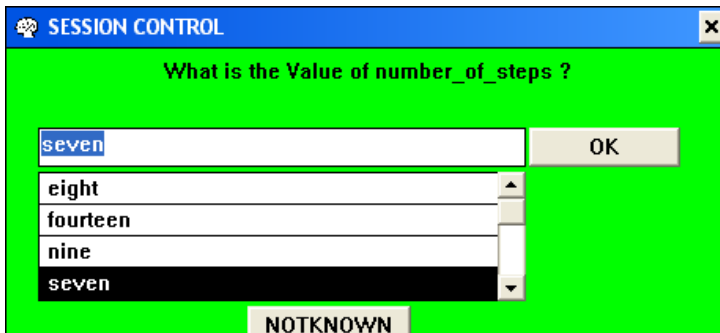 SESSION CONTROL
What is the Value of number_of_steps ?
seven
OK
eight
fourteen
nine
seven
NOTKNOWN